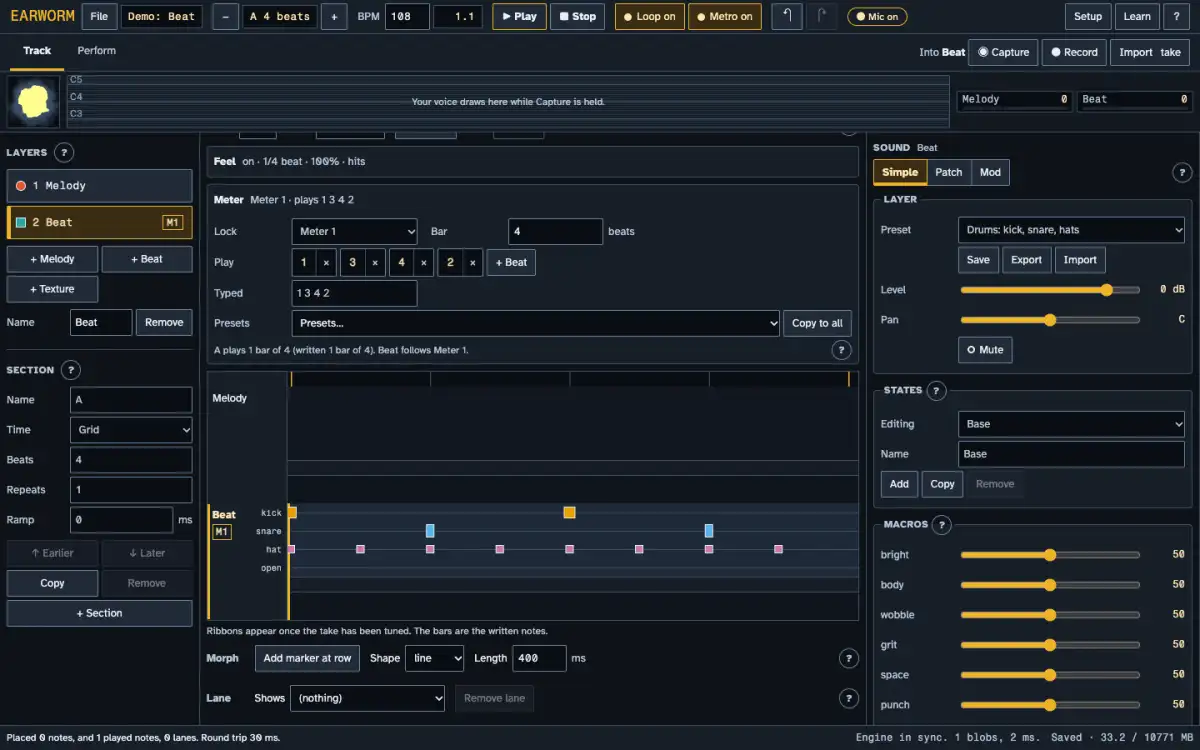 EARWORM File Demo: Beat − A 4 beats + BPM 108 1.1 Play Stop Loop on Metro on Mic on Setup Learn ?
Track Perform Into Beat Capture Record Import take
C5
C4
C3
Your voice draws here while Capture is held.
Melody 0 Beat 0
LAYERS ?
1 Melody
2 Beat M1
+ Melody + Beat
+ Texture
Name Beat Remove
SECTION ?
Name A
Time Grid
Beats 4
Repeats 1
Ramp 0 ms
↑ Earlier ↓ Later
Copy Remove
+ Section
Feel on · 1/4 beat · 100% · hits
Meter Meter 1 · plays 1 3 4 2
Lock Meter 1 Bar 4 beats
Play 1 × 3 × 4 × 2 × + Beat
Typed 1 3 4 2
Presets Presets... Copy to all
A plays 1 bar of 4 (written 1 bar of 4). Beat follows Meter 1. ?
Melody
Beat
M1
kick
snare
hat
open
Ribbons appear once the take has been tuned. The bars are the written notes.
Morph Add marker at row Shape line Length 400 ms ?
Lane Shows (nothing) Remove lane ?
SOUND Beat
Simple Patch Mod ?
LAYER
Preset Drums: kick, snare, hats
Save Export Import
Level 0 dB
Pan C
Mute
STATES ?
Editing Base
Name Base
Add Copy Remove
MACROS ?
bright 50
body 50
wobble 50
grit 50
space 50
punch 50
Placed 0 notes, and 1 played notes, 0 lanes. Round trip 30 ms.
Engine in sync. 1 blobs, 2 ms. Saved · 33.2 / 10771 MB